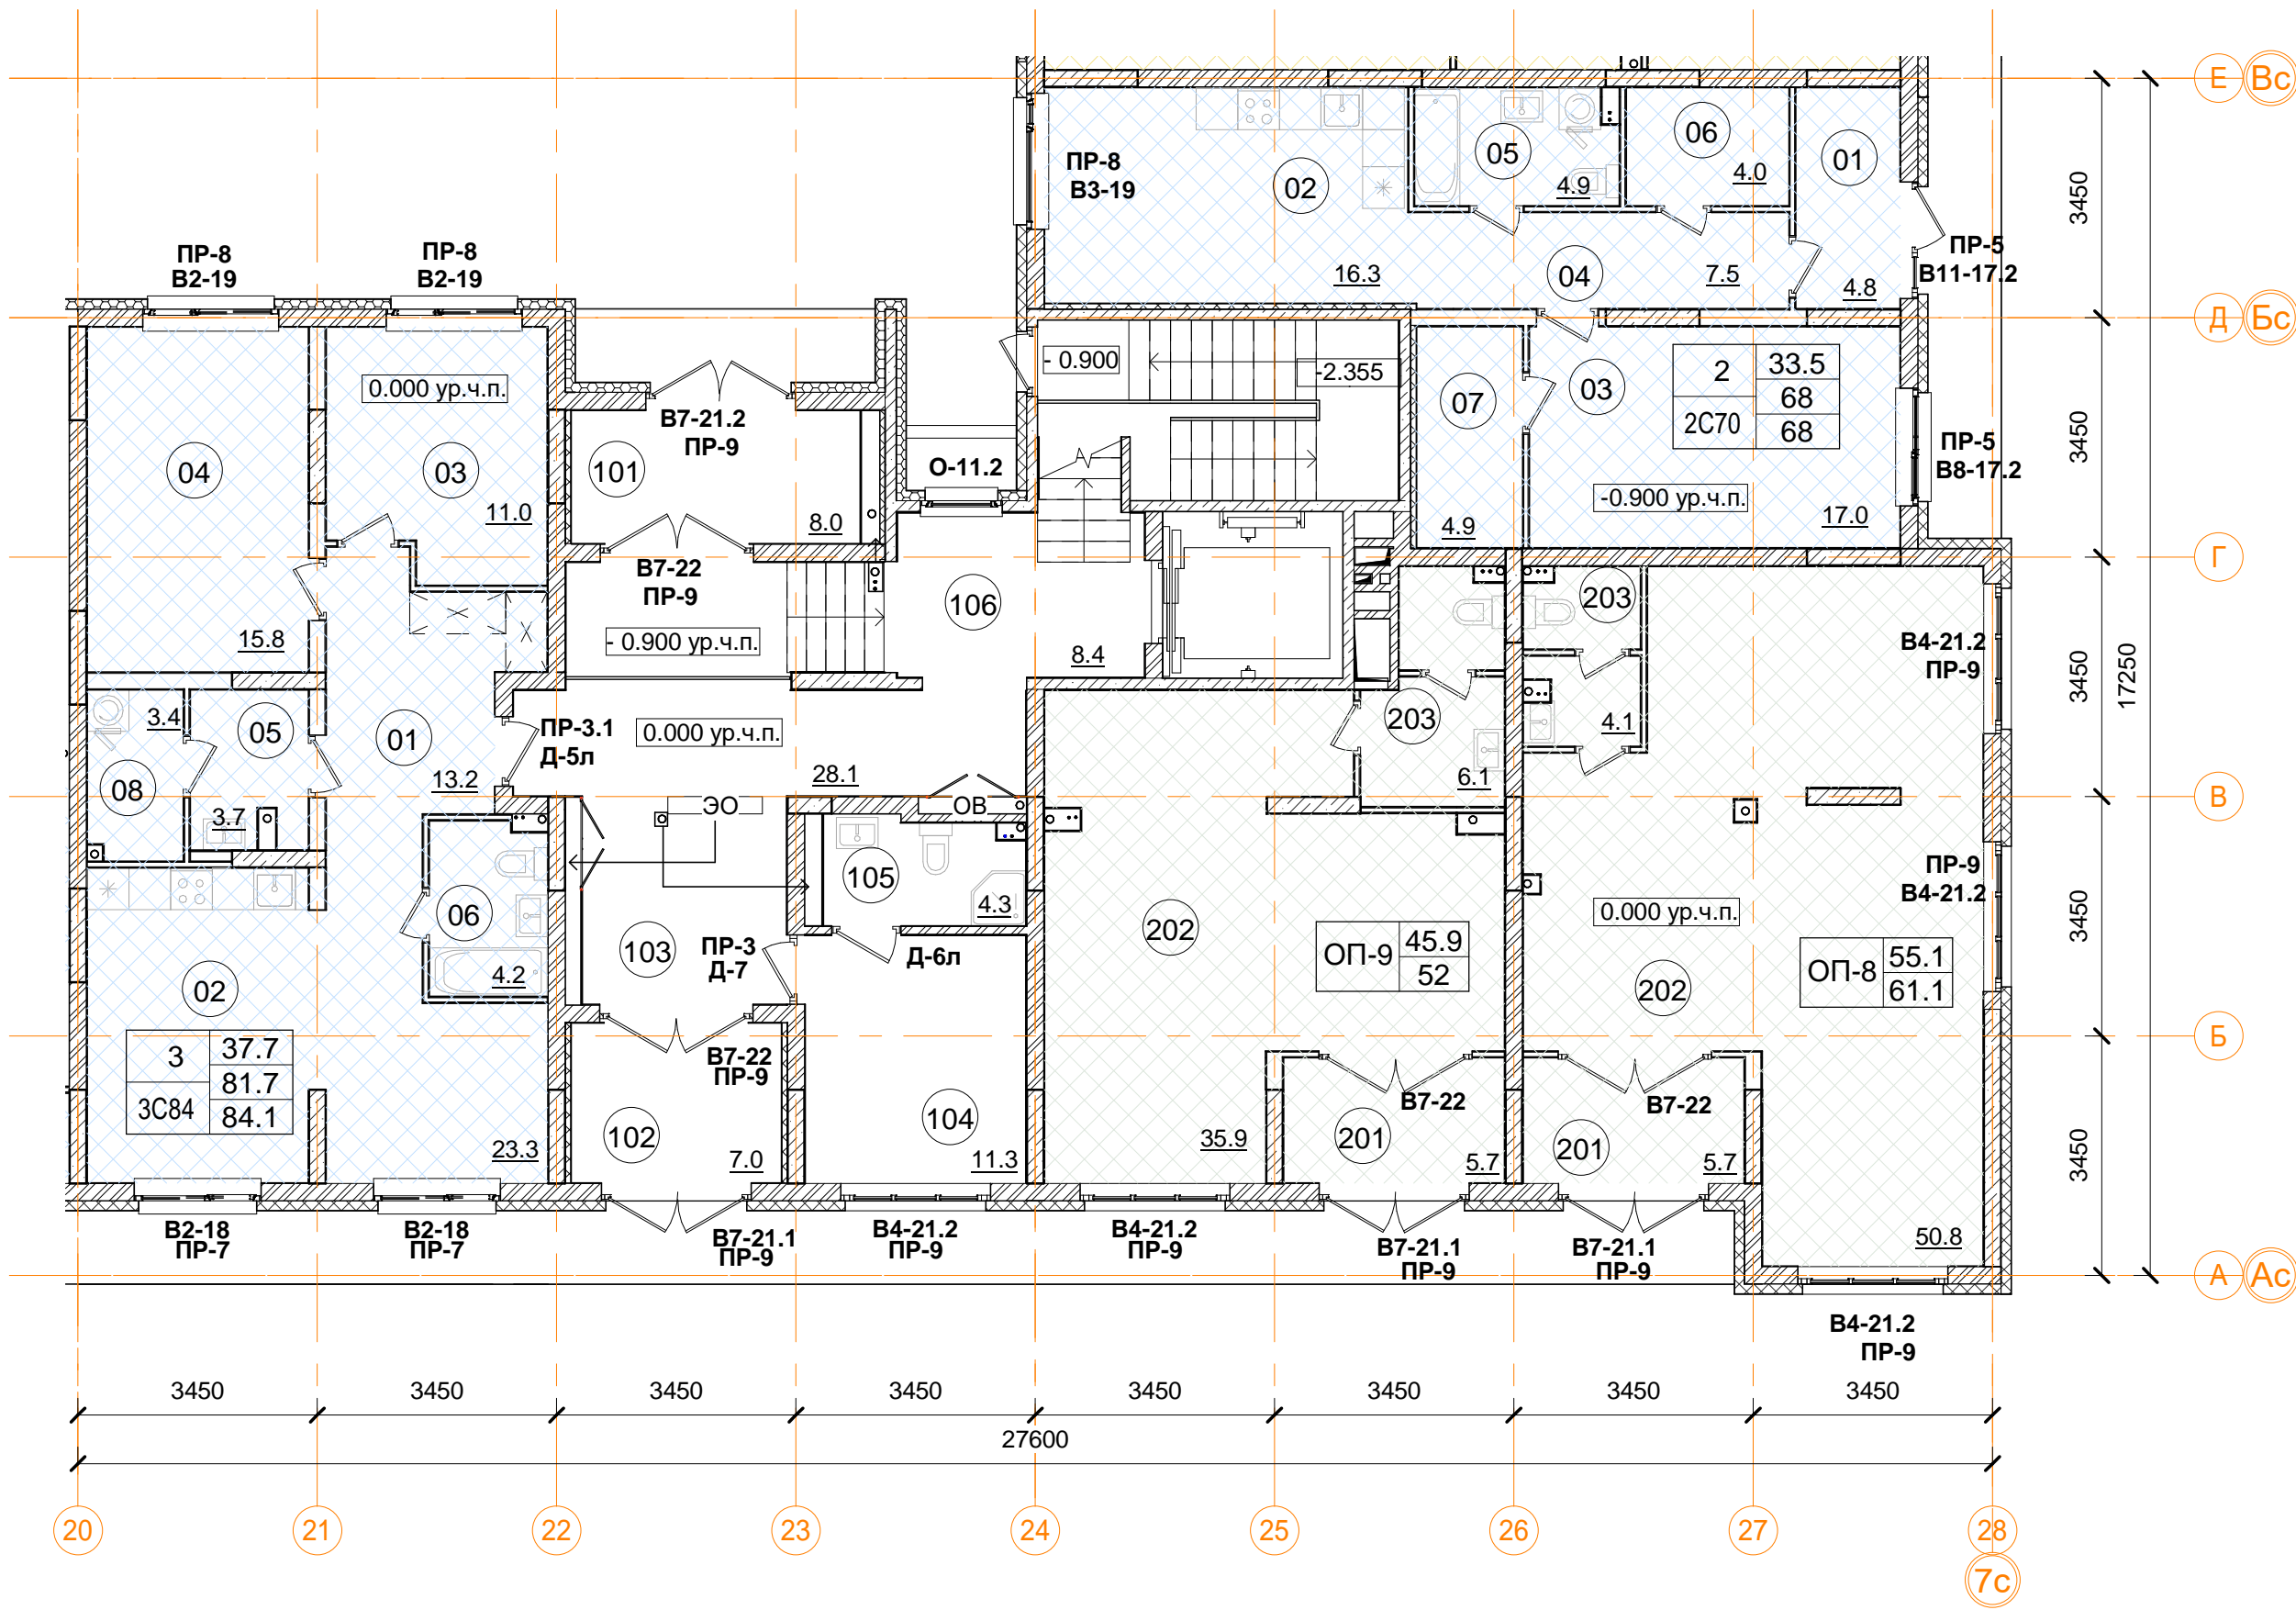 Е
Вс
ПР-8
В3-19
02
05
4.9
06
4.0
01
3450
ПР-8
В2-19
ПР-8
В2-19
16.3
04
7.5
4.8
ПР-5
В11-17.2
Д
Бс
0.000 ур.ч.п.
В7-21.2
ПР-9
- 0.900
-2.355
07
03
2
33.5
68
2С70
68
3450
17250
04
03
101
О-11.2
ПР-5
В8-17.2
11.0
8.0
4.9
-0.900 ур.ч.п.
17.0
Г
В7-22
ПР-9
106
203
15.8
- 0.900 ур.ч.п.
8.4
В4-21.2
ПР-9
3450
3.4
05
01
ПР-3.1
Д-5л
0.000 ур.ч.п.
203
4.1
08
13.2
28.1
6.1
3.7
ЭО
ОВ
В
105
4.3
ПР-9
В4-21.2
3450
06
103
ПР-3
Д-7
Д-6л
202
0.000 ур.ч.п.
ОП-9
45.9
52
ОП-8
55.1
61.1
4.2
02
202
Б
3
37.7
81.7
3С84
84.1
В7-22
ПР-9
В7-22
В7-22
102
104
201
201
3450
23.3
7.0
11.3
35.9
5.7
5.7
50.8
В2-18
ПР-7
В2-18
ПР-7
В7-21.1
ПР-9
В4-21.2
ПР-9
В4-21.2
ПР-9
В7-21.1
ПР-9
В7-21.1
ПР-9
А
Ас
В4-21.2
ПР-9
3450
3450
3450
3450
3450
3450
3450
3450
27600
20
21
22
23
24
25
26
27
28
7с